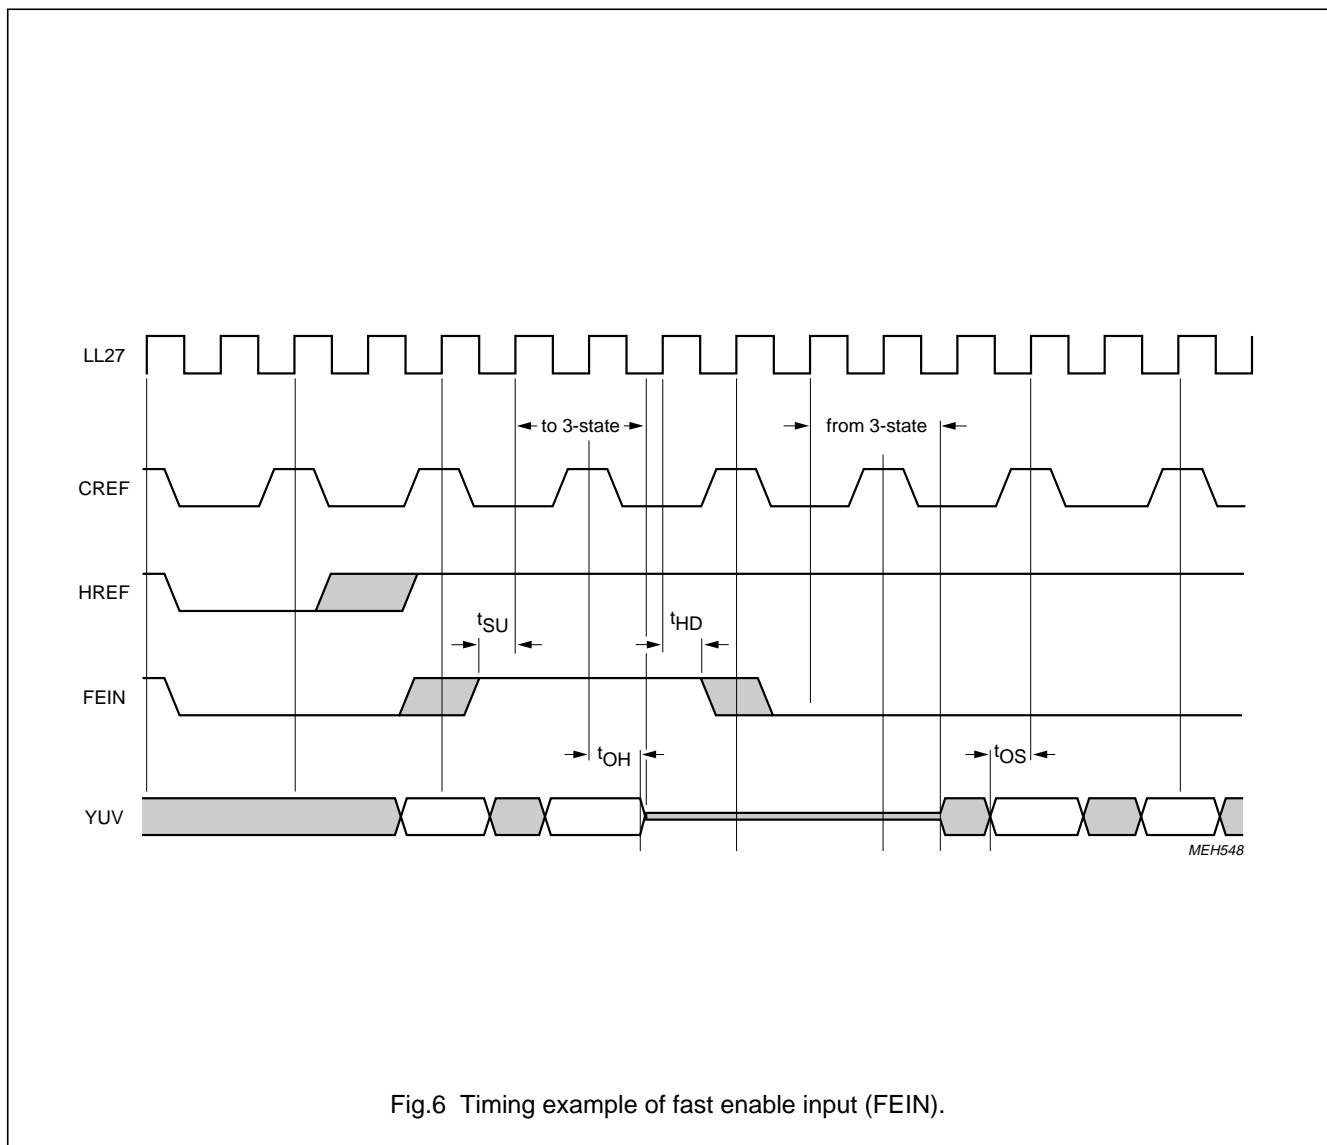 LL27
to 3-state
from 3-state
CREF
HREF
tSU
tHD
FEIN
tOH
tOS
YUV
MEH548
Fig.6 Timing example of fast enable input (FEIN).